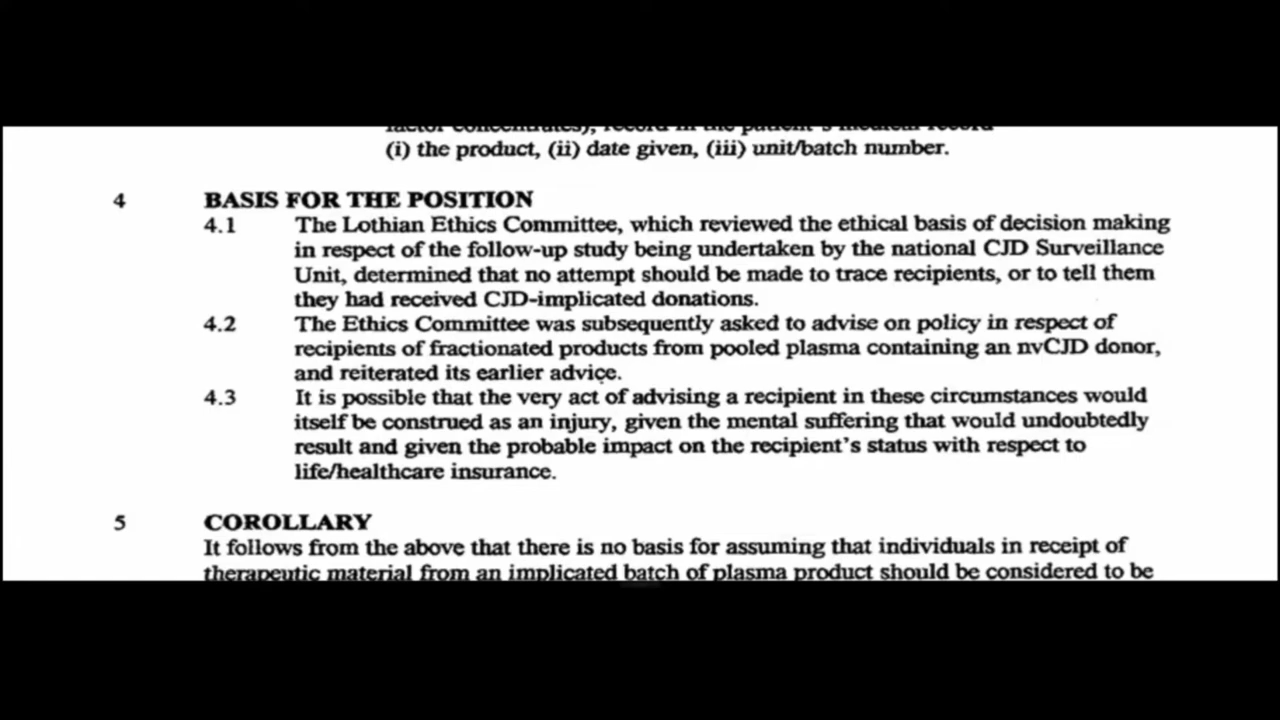 factor concentrates), record in the patient's medical record
(i) the product, (ii) date given, (iii) unit/batch number.
4 BASIS FOR THE POSITION
4.1 The Lothian Ethics Committee, which reviewed the ethical basis of decision making
in respect of the follow-up study being undertaken by the national CJD Surveillance
Unit, determined that no attempt should be made to trace recipients, or to tell them
they had received CJD-implicated donations.
4.2 The Ethics Committee was subsequently asked to advise on policy in respect of
recipients of fractionated products from pooled plasma containing an nvCJD donor,
and reiterated its earlier advice.
4.3 It is possible that the very act of advising a recipient in these circumstances would
itself be construed as an injury, given the mental suffering that would undoubtedly
result and given the probable impact on the recipient's status with respect to
life/healthcare insurance.
5 COROLLARY
It follows from the above that there is no basis for assuming that individuals in receipt of
therapeutic material from an implicated batch of plasma product should be considered to be